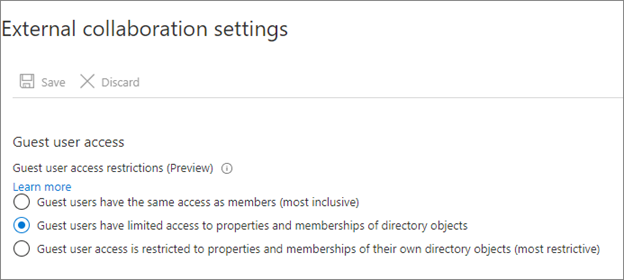 External collaboration settings
Save Discard
Guest user access
Guest user access restrictions (Preview)
Learn more
Guest users have the same access as members (most inclusive)
Guest users have limited access to properties and memberships of directory objects
Guest user access is restricted to properties and memberships of their own directory objects (most restrictive)